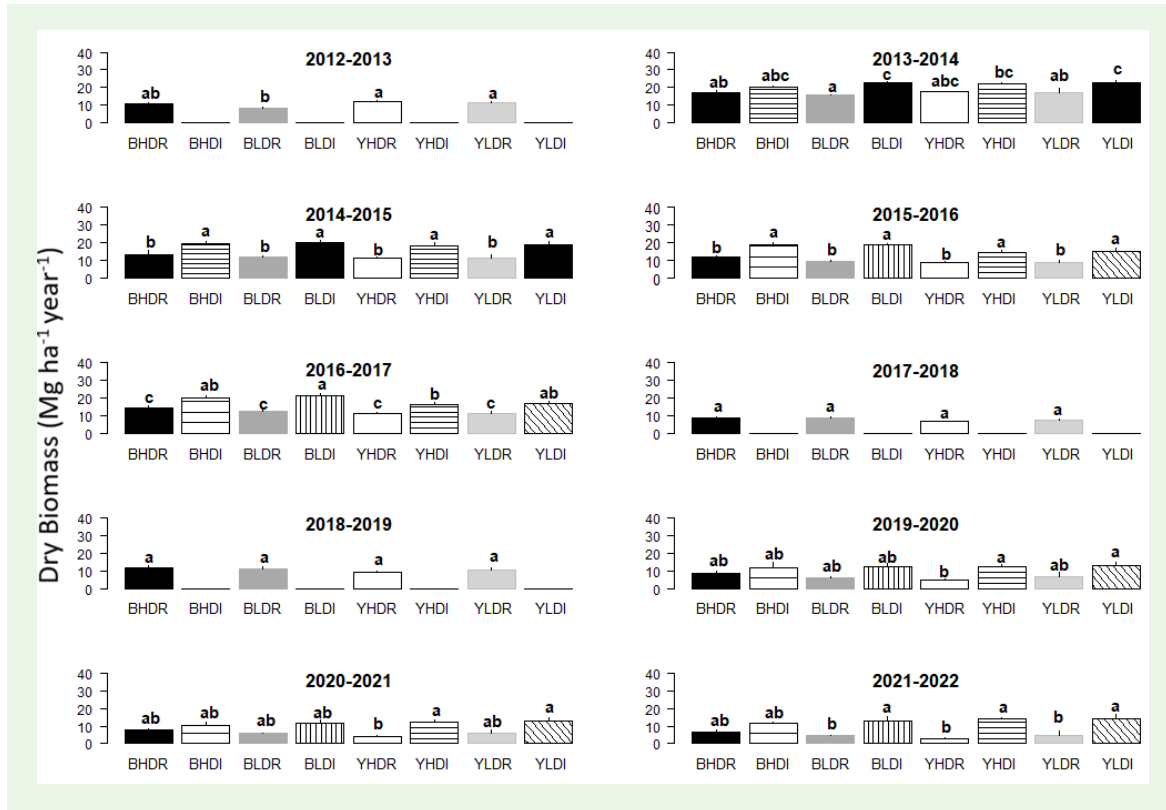 Dry Biomass (Mg ha⁻¹ year⁻¹)
2012-2013
40
30
20
10
0
ab b a a
BHDR BHDI BLDR BLDI YHDR YHDI YLDR YLDI
2013-2014
40
30
20
10
0
ab abc a c abc bc ab c
BHDR BHDI BLDR BLDI YHDR YHDI YLDR YLDI
2014-2015
40
30
20
10
0
b a b a b a b a
BHDR BHDI BLDR BLDI YHDR YHDI YLDR YLDI
2015-2016
40
30
20
10
0
b a b a b a b a
BHDR BHDI BLDR BLDI YHDR YHDI YLDR YLDI
2016-2017
40
30
20
10
0
c ab c a c b c ab
BHDR BHDI BLDR BLDI YHDR YHDI YLDR YLDI
2017-2018
40
30
20
10
0
a a a a
BHDR BHDI BLDR BLDI YHDR YHDI YLDR YLDI
2018-2019
40
30
20
10
0
a a a a
BHDR BHDI BLDR BLDI YHDR YHDI YLDR YLDI
2019-2020
40
30
20
10
0
ab ab ab ab b a ab a
BHDR BHDI BLDR BLDI YHDR YHDI YLDR YLDI
2020-2021
40
30
20
10
0
ab ab ab ab b a ab a
BHDR BHDI BLDR BLDI YHDR YHDI YLDR YLDI
2021-2022
40
30
20
10
0
ab ab b a b a b a
BHDR BHDI BLDR BLDI YHDR YHDI YLDR YLDI